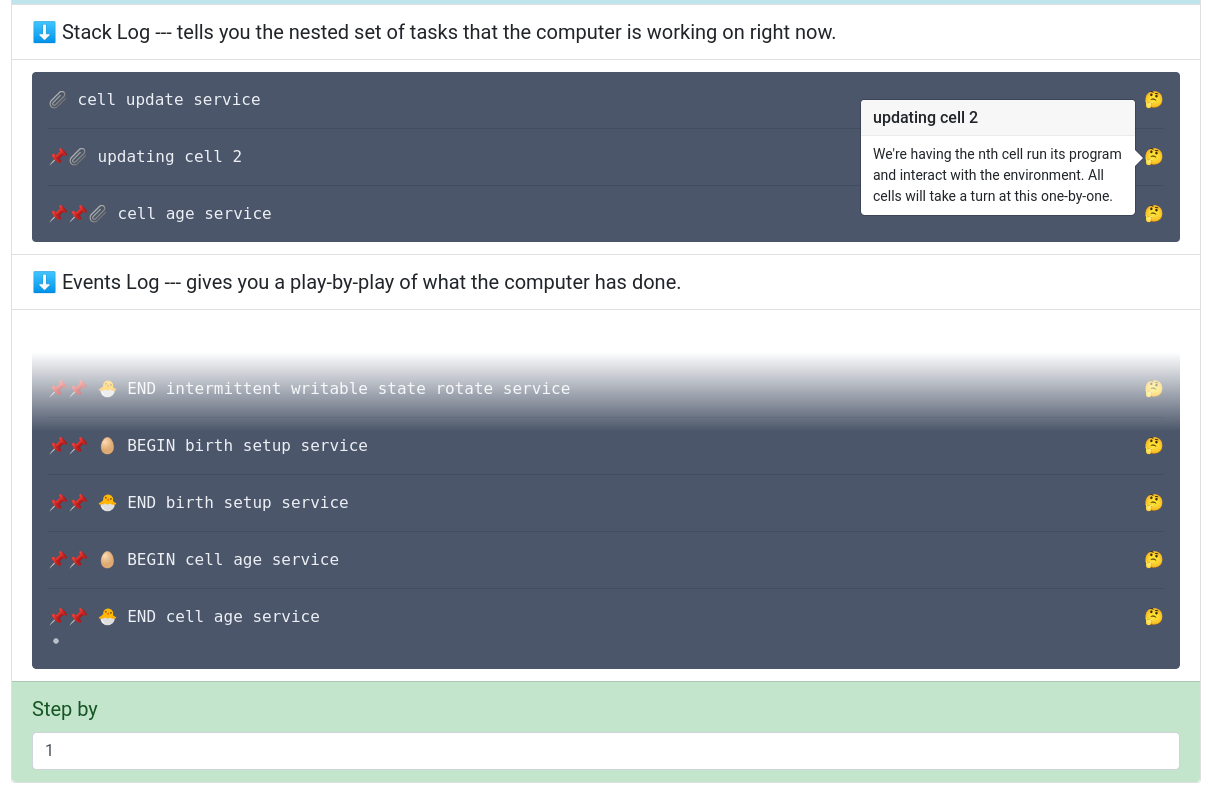 Stack Log --- tells you the nested set of tasks that the computer is working on right now.
cell update service
updating cell 2
cell age service
updating cell 2
We're having the nth cell run its program
and interact with the environment. All
cells will take a turn at this one-by-one.
Events Log --- gives you a play-by-play of what the computer has done.
END intermittent writable state rotate service
BEGIN birth setup service
END birth setup service
BEGIN cell age service
END cell age service
Step by
1